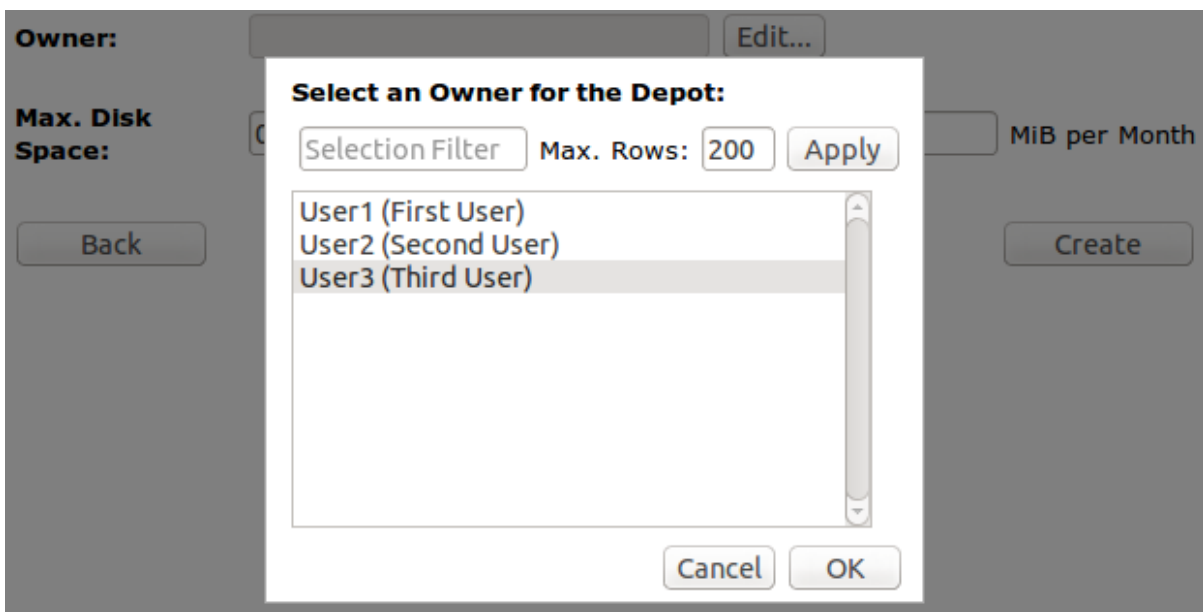 Owner:
Edit...
Select an Owner for the Depot:
Max. Disk
Space:
0
MiB per Month
Selection Filter
Max. Rows:
200
Apply
User1 (First User)
User2 (Second User)
User3 (Third User)
Back
Create
Cancel
OK